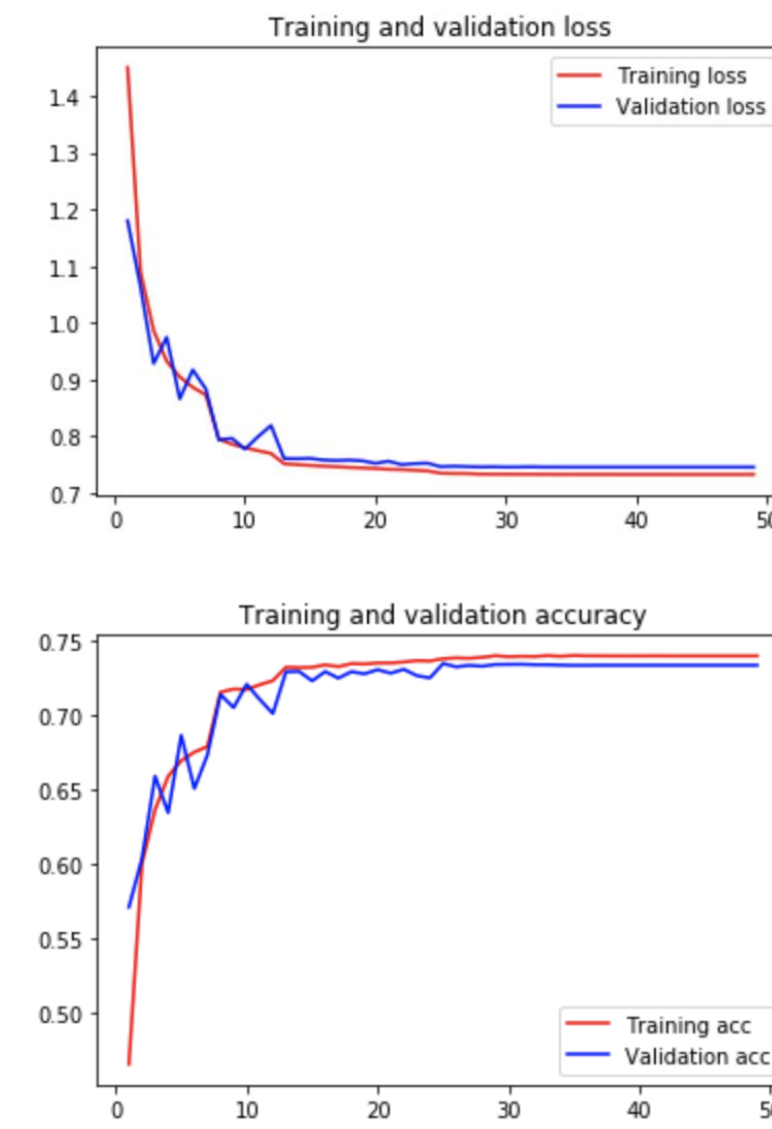 Training and validation loss
Training loss
Validation loss
1.4
1.3
1.2
1.1
1.0
0.9
0.8
0.7
0 10 20 30 40
Training and validation accuracy
0.75
0.70
0.65
0.60
0.55
0.50
Training acc
Validation acc
0 10 20 30 40